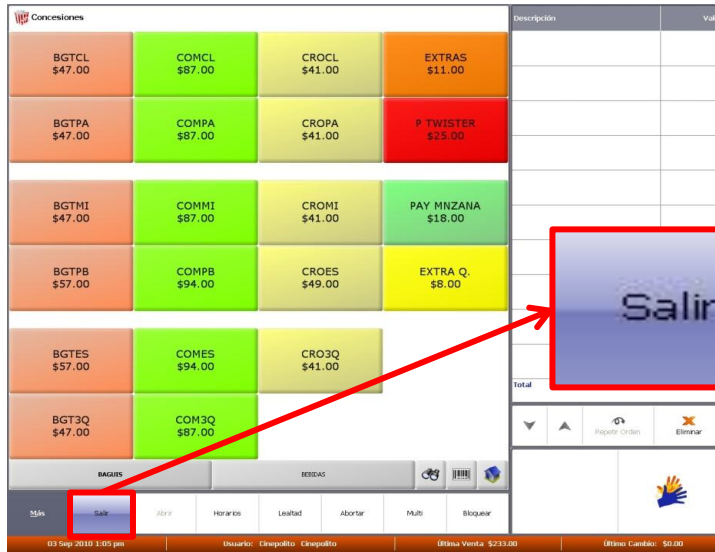 Concesiones
Descripción
BGTCL
$47.00
COMCL
$87.00
CROCL
$41.00
EXTRAS
$11.00
BGTPA
$47.00
COMPA
$87.00
CROPA
$41.00
P TWISTER
$25.00
BGTMI
$47.00
COMMI
$87.00
CROMI
$41.00
PAY MNZANA
$18.00
BGTPB
$57.00
COMPB
$94.00
CROES
$49.00
EXTRA Q.
$8.00
Salir
BGTES
$57.00
COMES
$94.00
CRO3Q
$41.00
Total
BGT3Q
$47.00
COM3Q
$87.00
Repetir Orden
Eliminar
BAGUIS
BEBIDAS
Más
Salir
Abrir
Horarios
Lealtad
Abortar
Multi
Bloquear
03 Sep 2010 1:05 pm
Usuario: Cinepolito Cinepolito
Última Venta $233.00
Último Cambio: $0.00